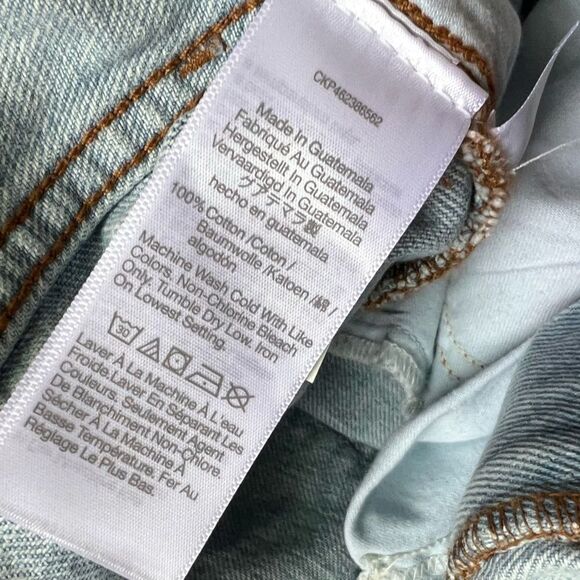 CKP462386562
Made In Guatemala
Fabriqué Au Guatemala
Hergestellt In Guatemala
Vervaardigd In Guatemala
グアテマラ製
hecho en guatemala
100% Cotton /Coton /
Baumwolle /Katoen /綿 /
algodón
Machine Wash Cold With Like
Colors. Non-Chlorine Bleach
Only. Tumble Dry Low. Iron
On Lowest Setting.
30
Laver À La Machine À L'eau
Froide.Laver En Séparant Les
Couleurs. Seulement Agent
De Blanchiment Non-Chlore.
Sécher À La Machine À
Basse Température. Fer Au
Réglage Le Plus Bas.